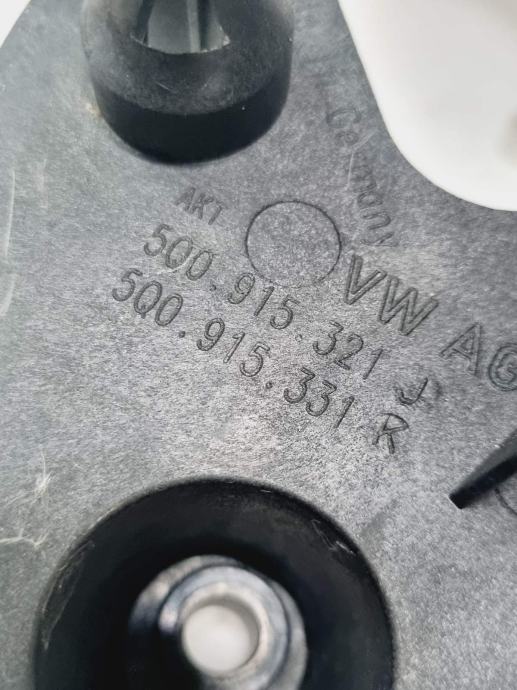 Germany
AKT
VW AG
5Q0.915.321 J
5Q0.915.331 R